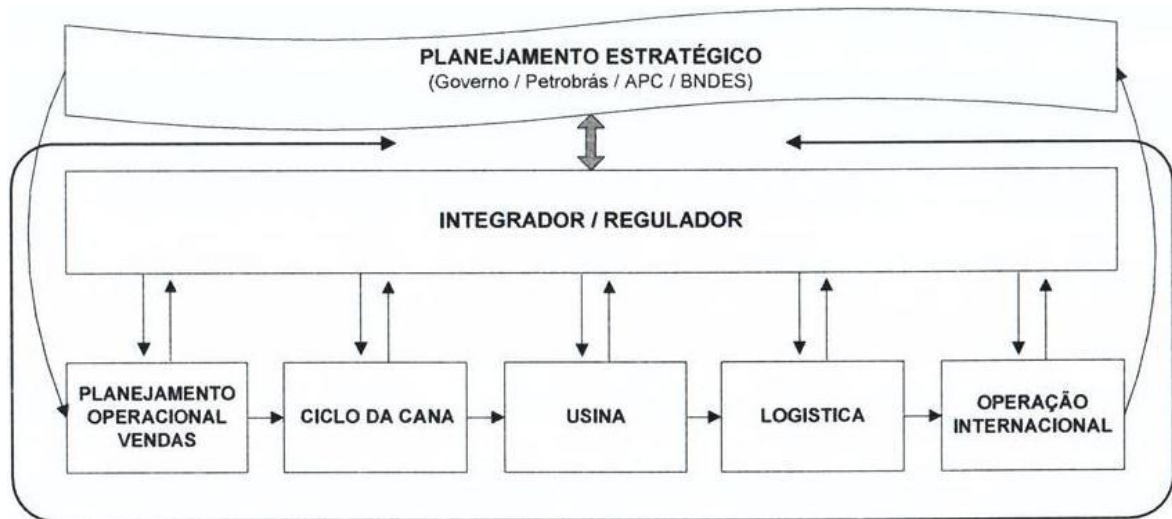 PLANEJAMENTO ESTRATÉGICO
(Governo / Petrobrás / APC / BNDES)
INTEGRADOR / REGULADOR
PLANEJAMENTO
OPERACIONAL
VENDAS
CICLO DA CANA
USINA
LOGISTICA
OPERAÇÃO
INTERNACIONAL